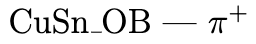 CuSn_OB — π⁺